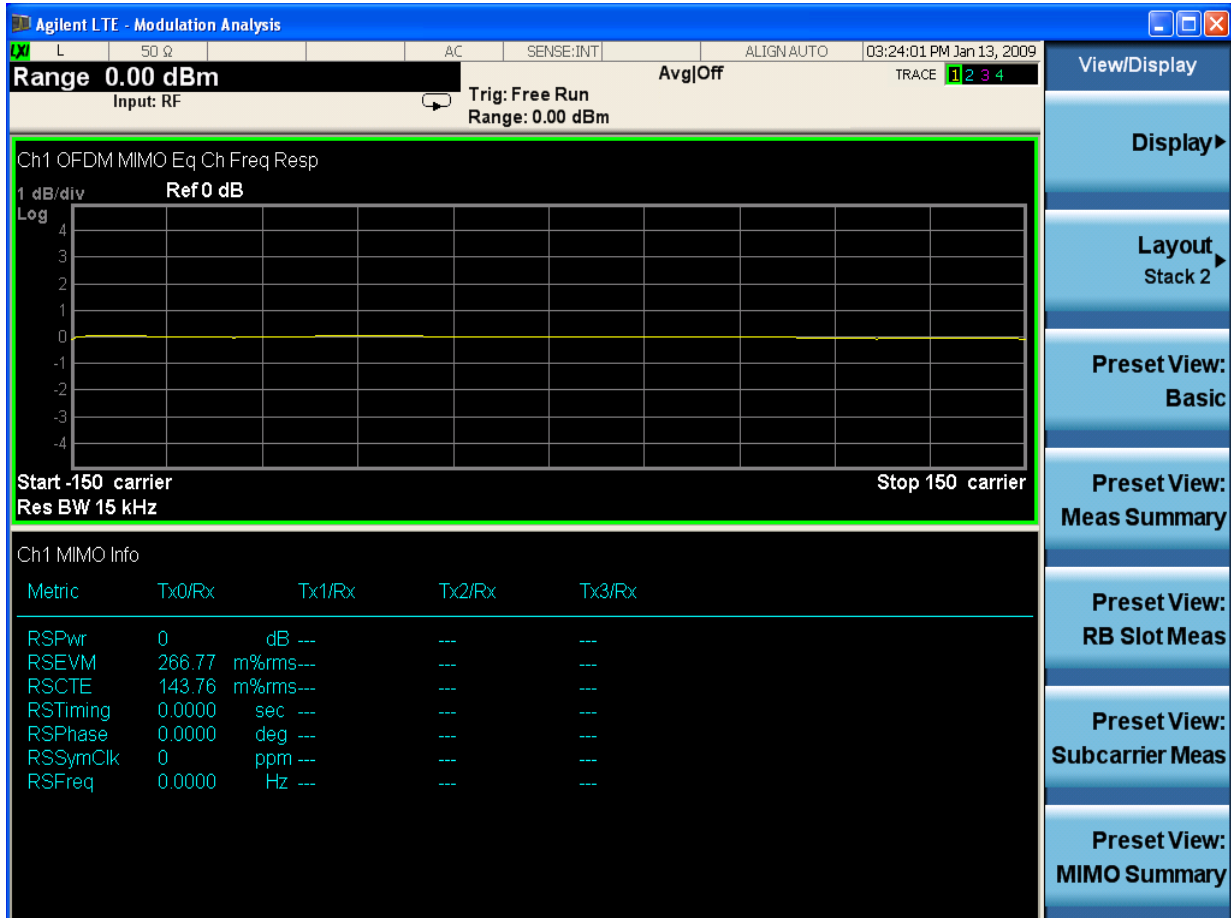 Agilent LTE - Modulation Analysis
LXI L 50 Ω AC SENSE:INT ALIGN AUTO 03:24:01 PM Jan 13, 2009
Range 0.00 dBm
Input: RF
Trig: Free Run
Range: 0.00 dBm
Avg|Off
TRACE 1 2 3 4
Ch1 OFDM MIMO Eq Ch Freq Resp
1 dB/div Ref 0 dB
Log
4
3
2
1
0
-1
-2
-3
-4
Start -150 carrier Stop 150 carrier
Res BW 15 kHz
Ch1 MIMO Info
Metric Tx0/Rx Tx1/Rx Tx2/Rx Tx3/Rx
RSPwr 0 dB --- --- ---
RSEVM 266.77 m%rms --- --- ---
RSCTE 143.76 m%rms --- --- ---
RSTiming 0.0000 sec --- --- ---
RSPhase 0.0000 deg --- --- ---
RSSymClk 0 ppm --- --- ---
RSFreq 0.0000 Hz --- --- ---
View/Display
Display
Layout
Stack 2
Preset View:
Basic
Preset View:
Meas Summary
Preset View:
RB Slot Meas
Preset View:
Subcarrier Meas
Preset View:
MIMO Summary